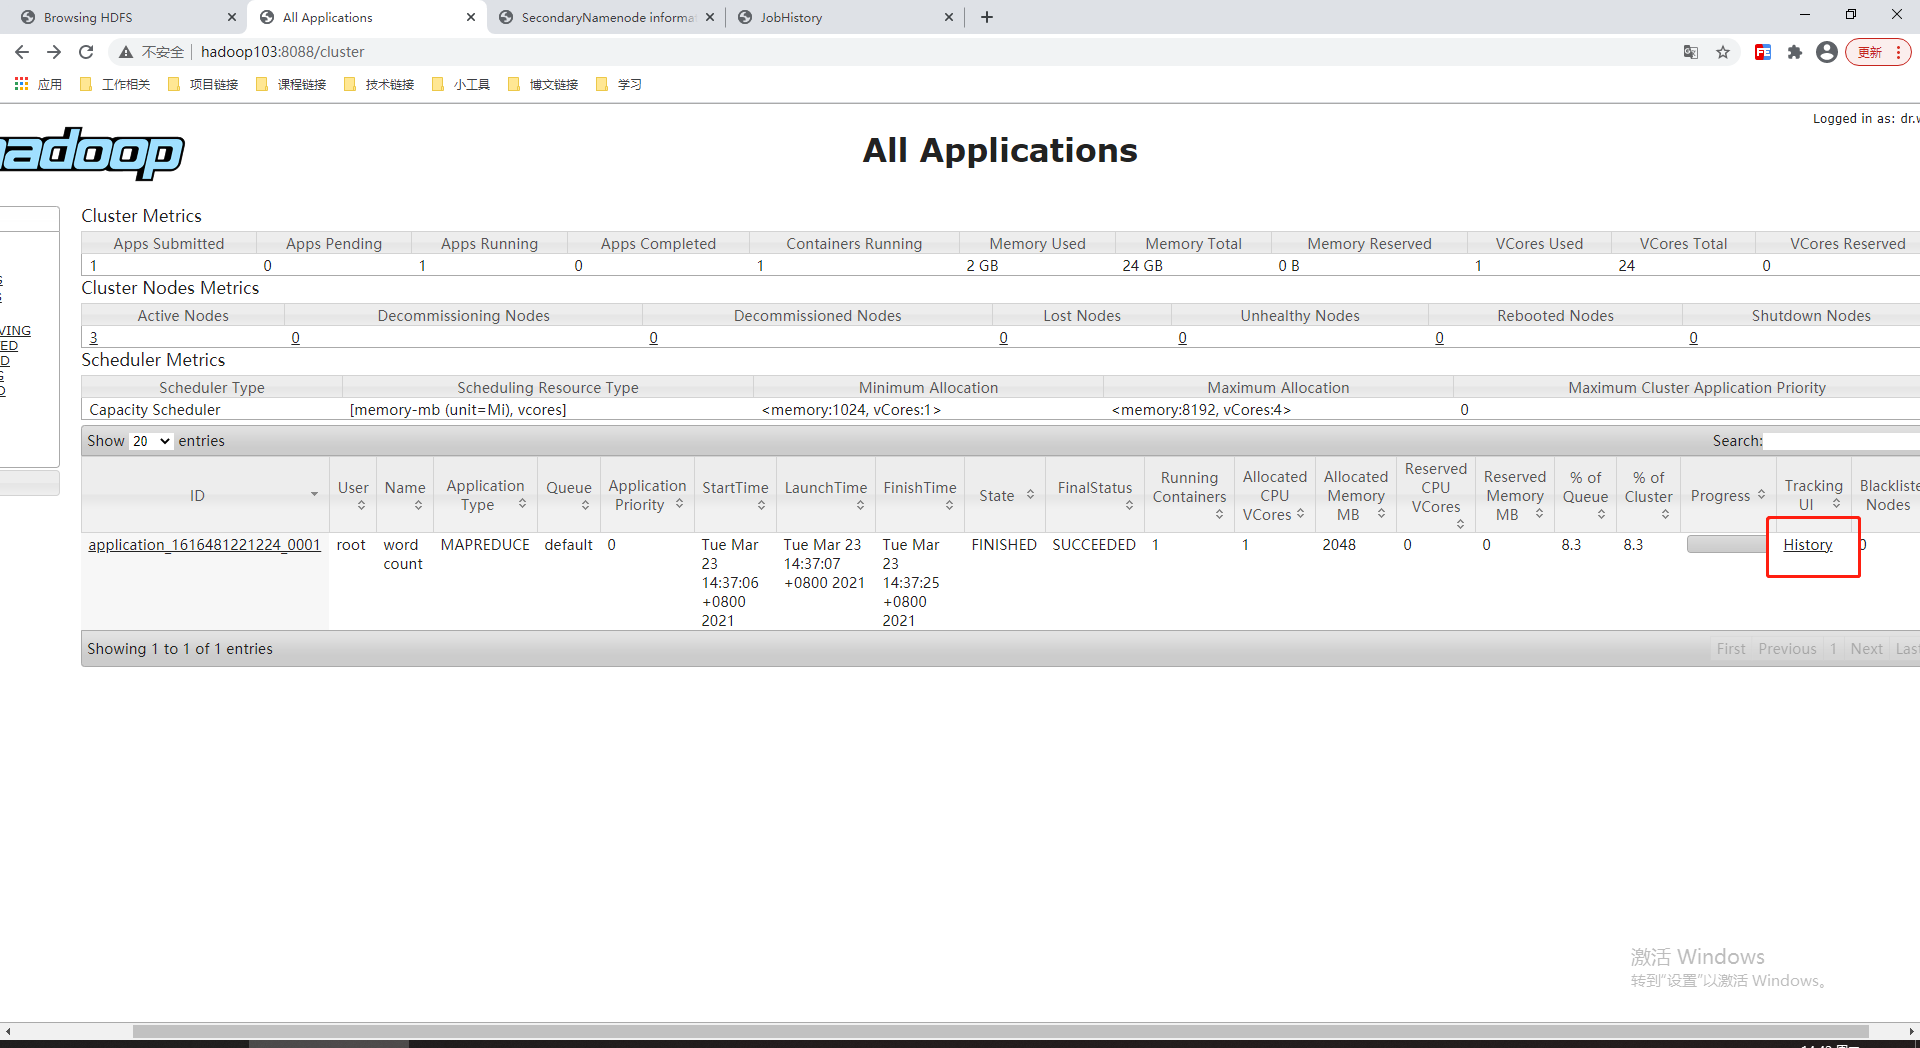 Browsing HDFS
All Applications
SecondaryNamenode informa
JobHistory
不安全 hadoop103:8088/cluster
更新
应用 工作相关 项目链接 课程链接 技术链接 小工具 博文链接 学习
Logged in as: dr.w
hadoop
All Applications
Cluster Metrics
Apps Submitted Apps Pending Apps Running Apps Completed Containers Running Memory Used Memory Total Memory Reserved VCores Used VCores Total VCores Reserved
1 0 1 0 1 2 GB 24 GB 0 B 1 24 0
Cluster Nodes Metrics
Active Nodes Decommissioning Nodes Decommissioned Nodes Lost Nodes Unhealthy Nodes Rebooted Nodes Shutdown Nodes
3 0 0 0 0 0 0
Scheduler Metrics
Scheduler Type Scheduling Resource Type Minimum Allocation Maximum Allocation Maximum Cluster Application Priority
Capacity Scheduler [memory-mb (unit=Mi), vcores] <memory:1024, vCores:1> <memory:8192, vCores:4> 0
VING
ED
D
G
D
Show 20 entries Search:
ID
User
Name
Application
Type
Queue
Application
Priority
StartTime
LaunchTime
FinishTime
State
FinalStatus
Running
Containers
Allocated
CPU
VCores
Allocated
Memory
MB
Reserved
CPU
VCores
Reserved
Memory
MB
% of
Queue
% of
Cluster
Progress
Tracking
UI
Blackliste
Nodes
application_1616481221224_0001
root
word
count
MAPREDUCE
default
0
Tue Mar
23
14:37:06
+0800
2021
Tue Mar 23
14:37:07
+0800 2021
Tue Mar
23
14:37:25
+0800
2021
FINISHED
SUCCEEDED
1
1
2048
0
0
8.3
8.3
History
0
Showing 1 to 1 of 1 entries
First Previous 1 Next Last
激活 Windows
转到"设置"以激活 Windows。